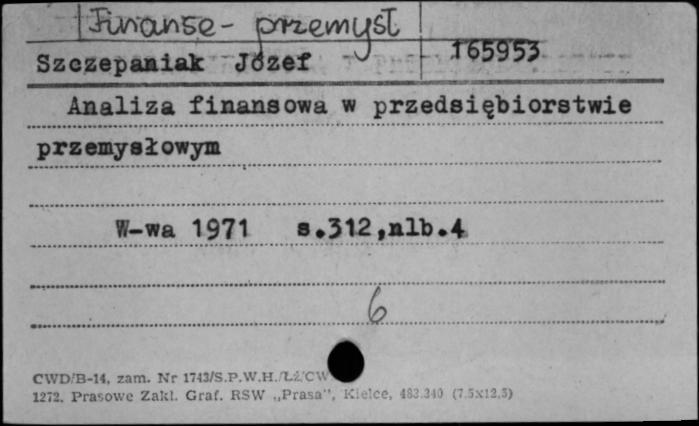 Finanse - przemysł
Szczepaniak Józef 165953
Analiza finansowa w przedsiębiorstwie
przemysłowym
W-wa 1971 s.312,nlb.4
6
CWD/B-14, zam. Nr 1743/S.P.W.H./ŁŻ/CW
1272. Prasowe Zakl. Graf. RSW „Prasa", Kielce, 483.340 (7.5x12.5)